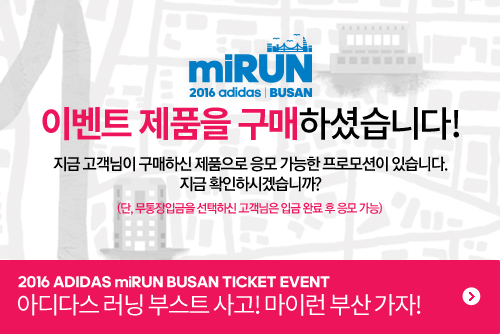 miRUN
2016 adidas | BUSAN
이벤트 제품을 구매하셨습니다!
지금 고객님이 구매하신 제품으로 응모 가능한 프로모션이 있습니다.
지금 확인하시겠습니까?
(단, 무통장입금을 선택하신 고객님은 입금 완료 후 응모 가능)
2016 ADIDAS miRUN BUSAN TICKET EVENT
아디다스 러닝 부스트 사고! 마이런 부산 가자!